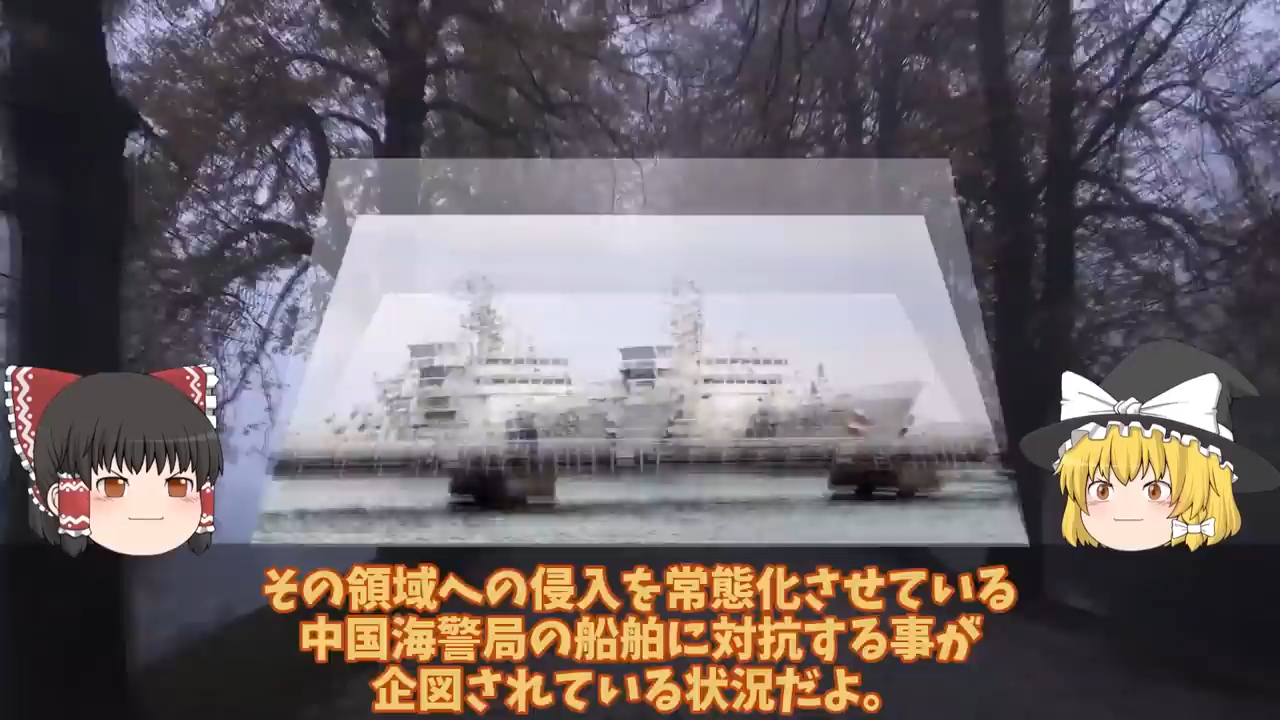 その領域への侵入を常態化させている
中国海警局の船舶に対抗する事が
企図されている状況だよ。